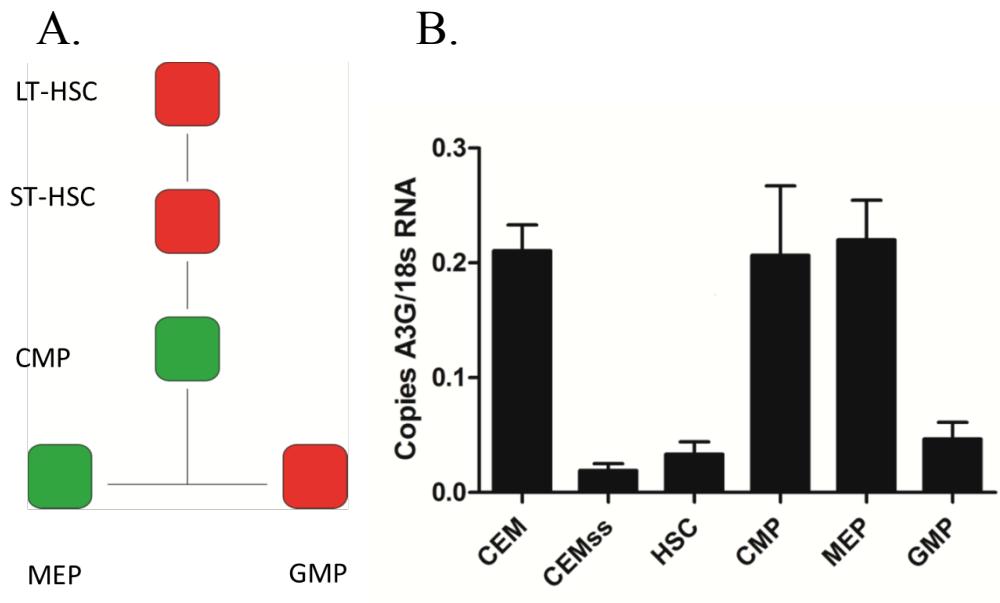 A.
LT-HSC
ST-HSC
CMP
MEP
GMP
B.
Copies A3G/18s RNA
0.3
0.2
0.1
0.0
CEM
CEMss
HSC
CMP
MEP
GMP